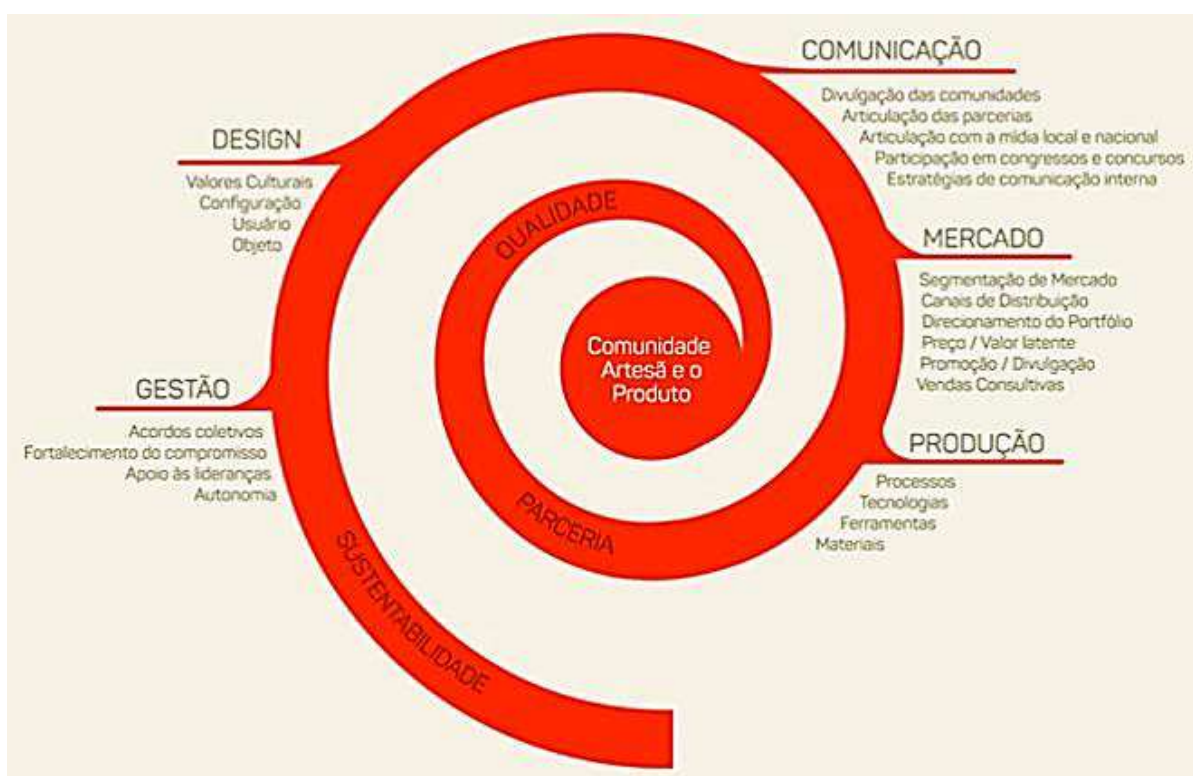 COMUNICAÇÃO
Divulgação das comunidades
Articulação das parcerias
Articulação com a mídia local e nacional
Participação em congressos e concursos
Estratégias de comunicação interna
DESIGN
Valores Culturais
Configuração
Usuário
Objeto
QUALIDADE
MERCADO
Segmentação de Mercado
Canais de Distribuição
Direcionamento do Portfólio
Preço / Valor latente
Promoção / Divulgação
Vendas Consultivas
Comunidade
Artesã e o
Produto
GESTÃO
Acordos coletivos
Fortalecimento do compromisso
Apoio às lideranças
Autonomia
PRODUÇÃO
Processos
Tecnologias
Ferramentas
Materiais
PARCERIA
SUSTENTABILIDADE